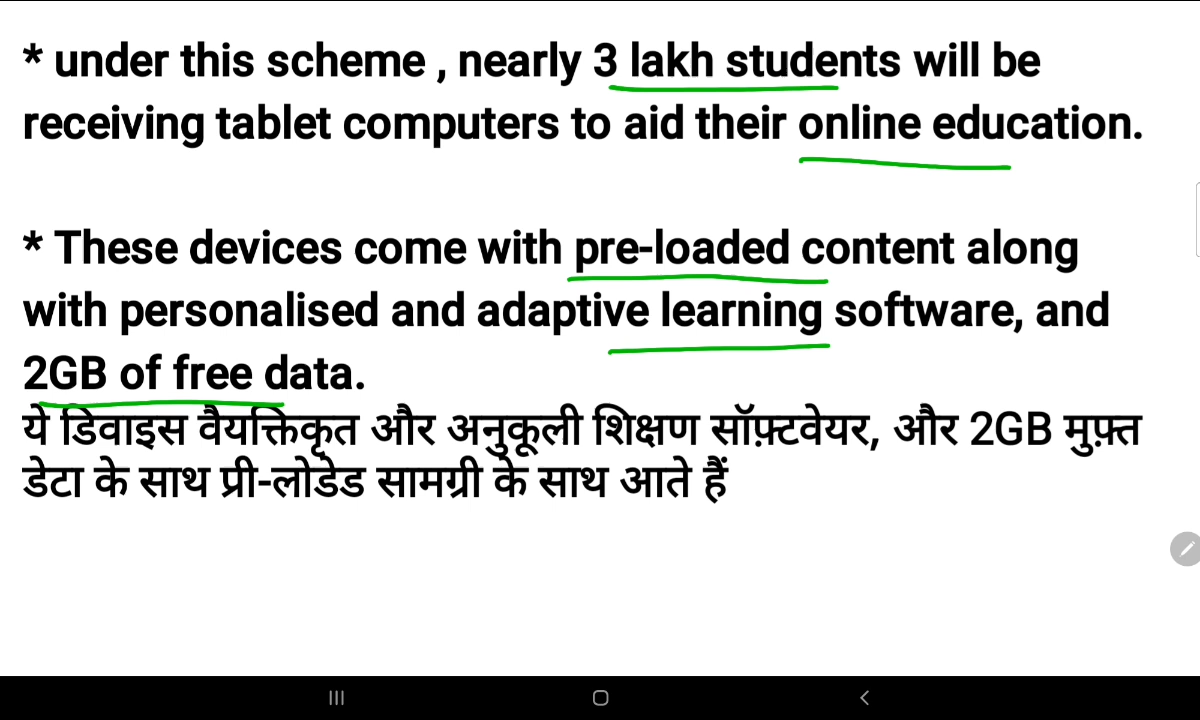 * under this scheme , nearly 3 lakh students will be
receiving tablet computers to aid their online education.
* These devices come with pre-loaded content along
with personalised and adaptive learning software, and
2GB of free data.
ये डिवाइस वैयक्तिकृत और अनुकूली शिक्षण सॉफ़्टवेयर, और 2GB मुफ़्त
डेटा के साथ प्री-लोडेड सामग्री के साथ आते हैं